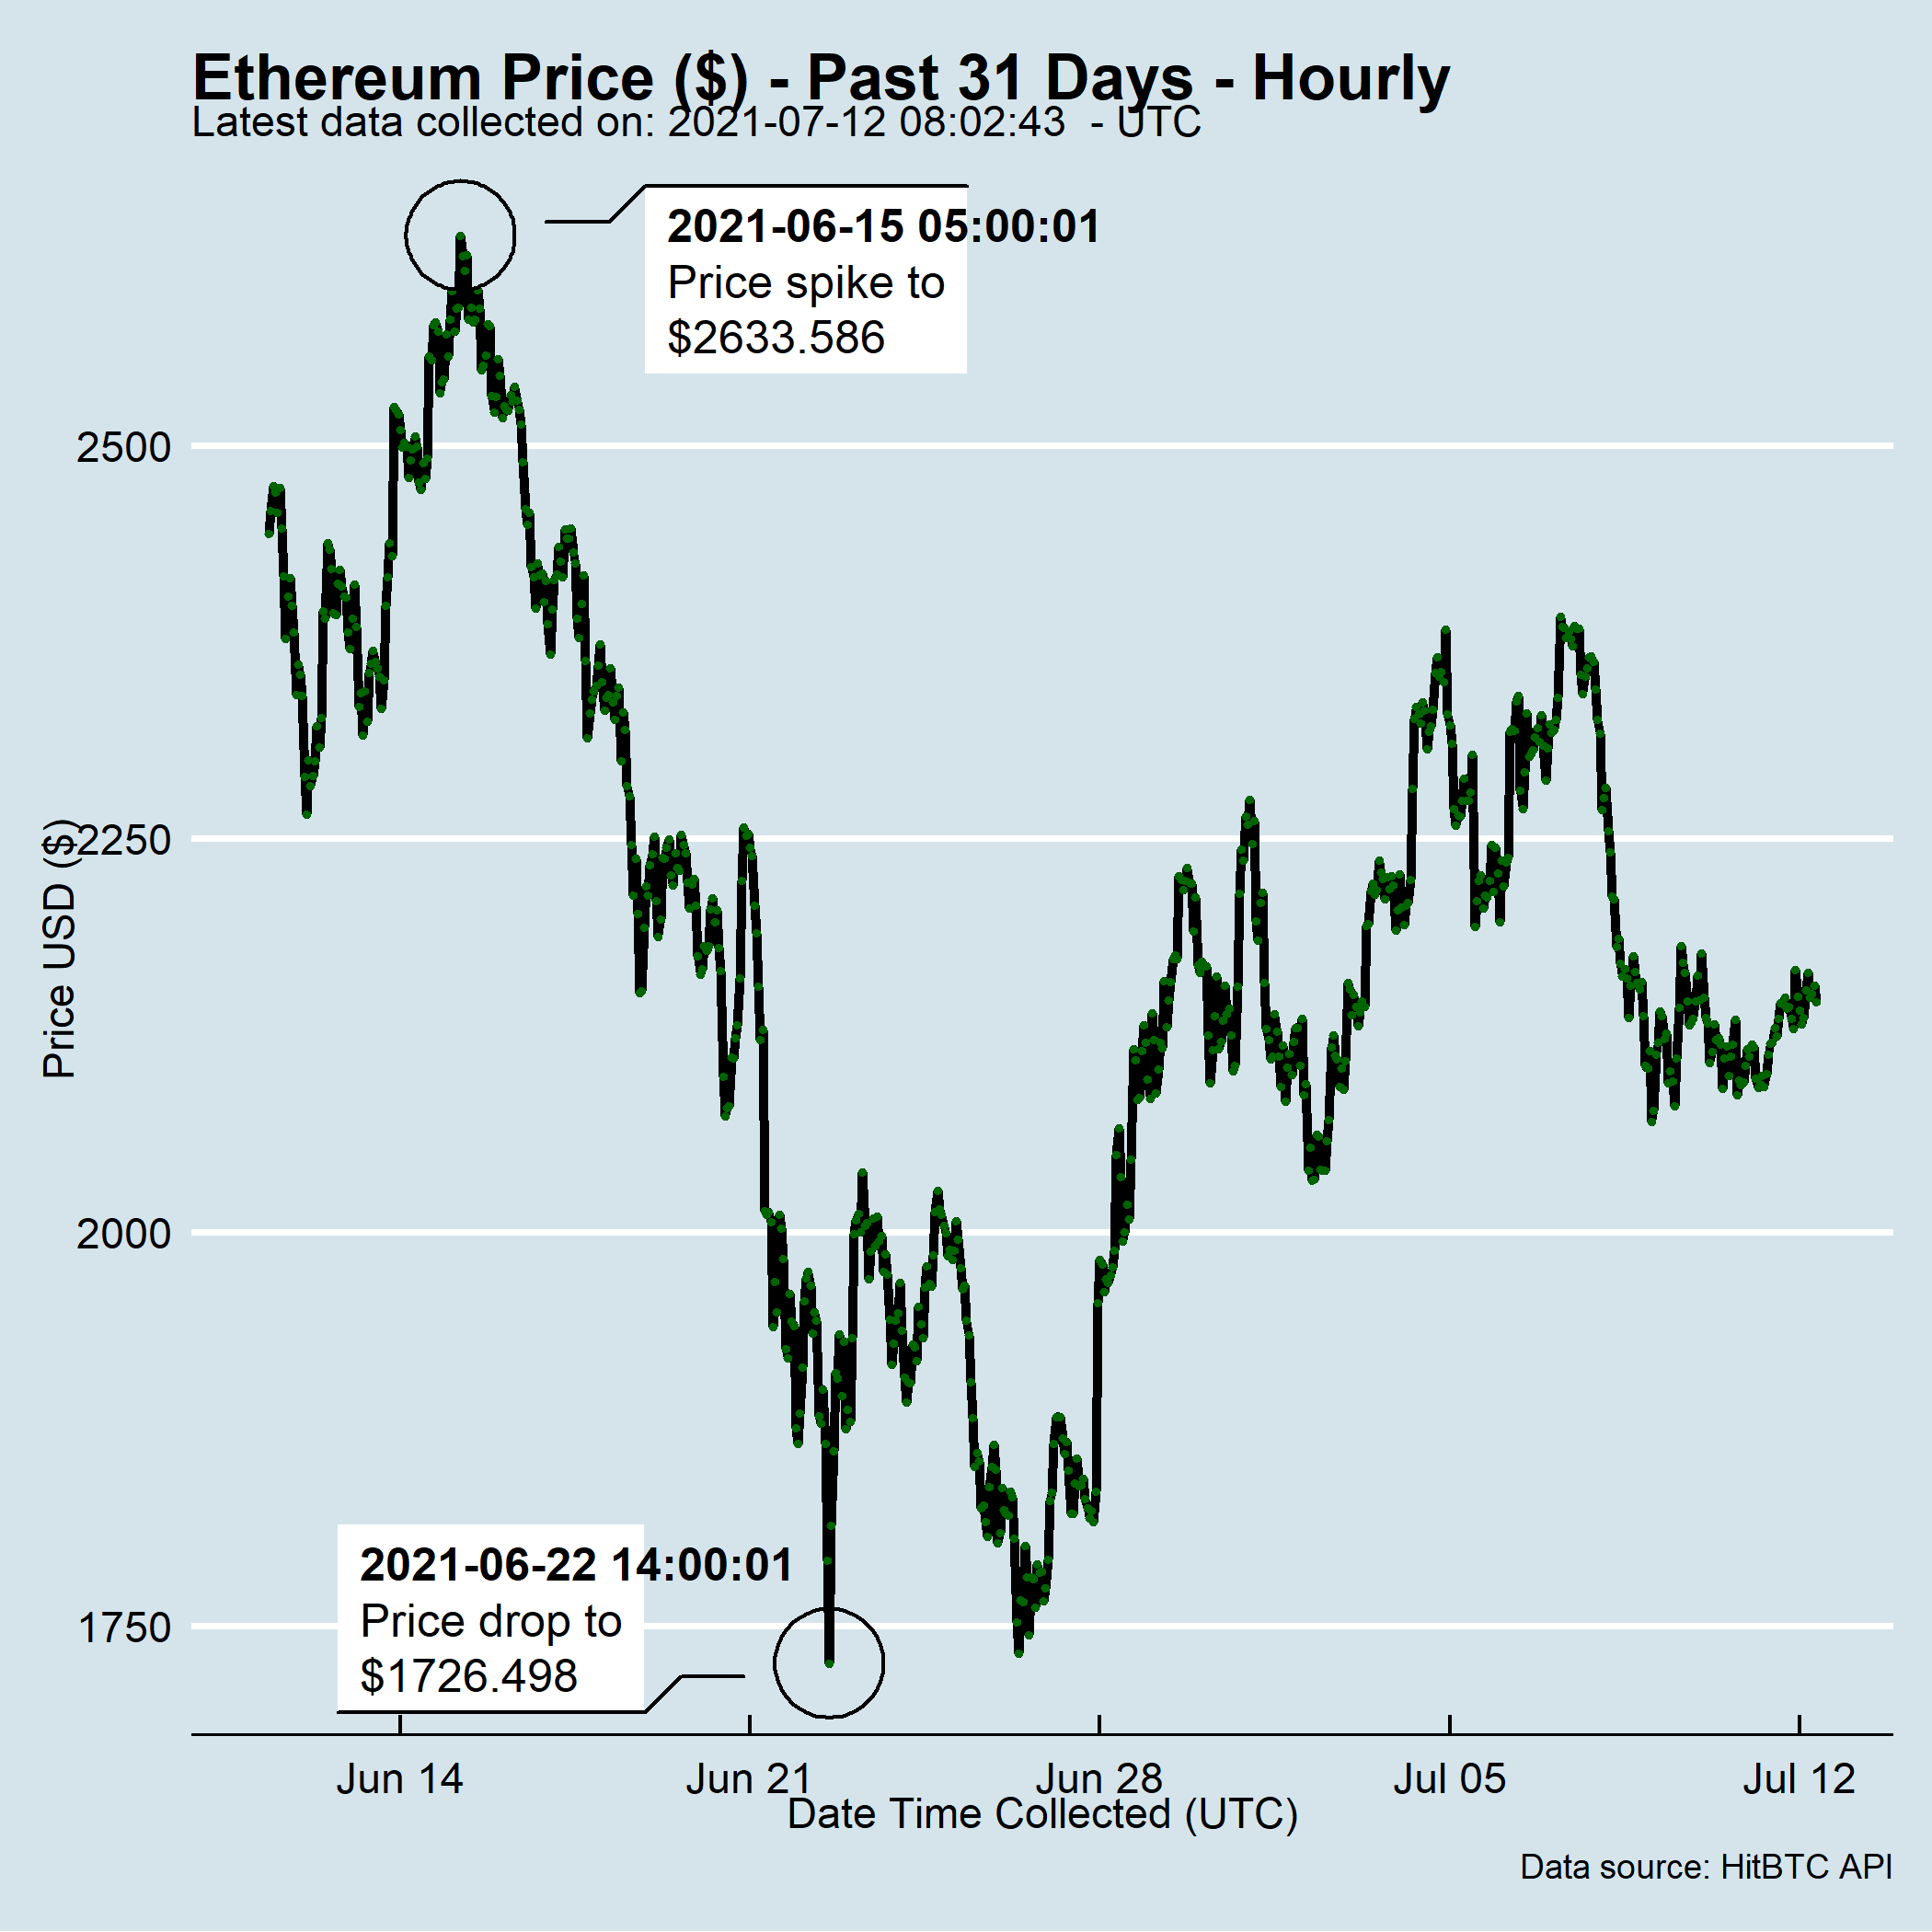 Ethereum Price ($) - Past 31 Days - Hourly
Latest data collected on: 2021-07-12 08:02:43  - UTC
2021-06-15 05:00:01
Price spike to
$2633.586
2500
2250
2000
1750
Price USD ($)
2021-06-22 14:00:01
Price drop to
$1726.498
Jun 14
Jun 21
Jun 28
Jul 05
Jul 12
Date Time Collected (UTC)
Data source: HitBTC API